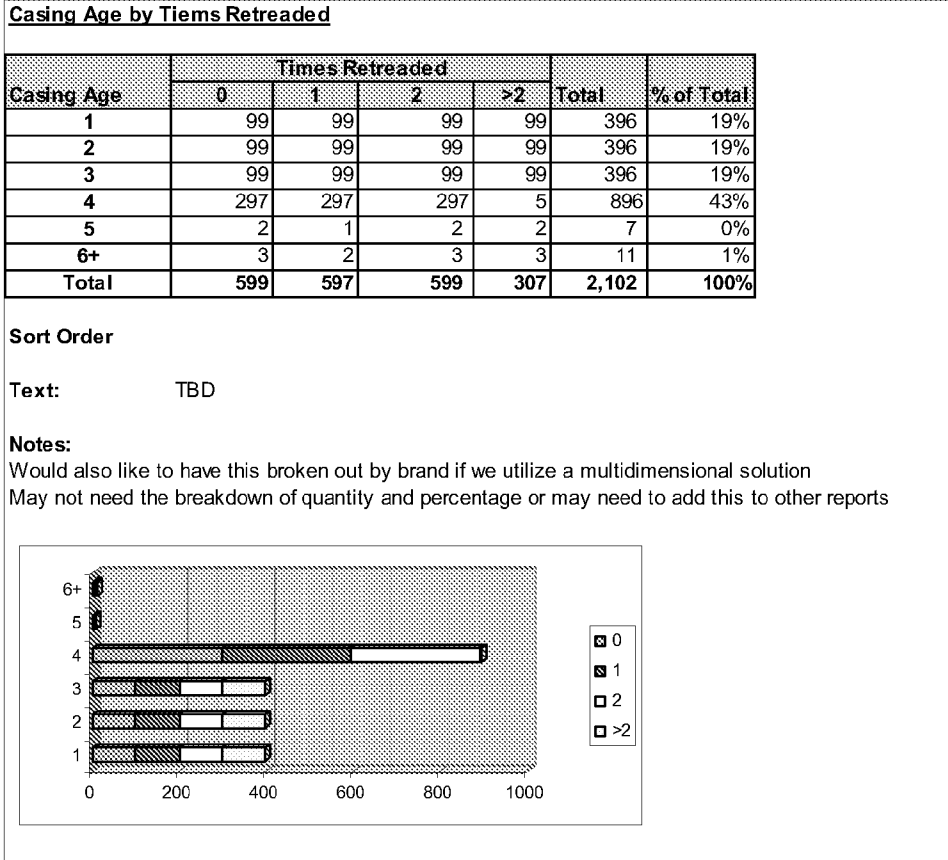 Casing Age by Tiems Retreaded
Times Retreaded
Casing Age 0 1 2 >2 Total % of Total
1 99 99 99 99 396 19%
2 99 99 99 99 396 19%
3 99 99 99 99 396 19%
4 297 297 297 5 896 43%
5 2 1 2 2 7 0%
6+ 3 2 3 3 11 1%
Total 599 597 599 307 2,102 100%
Sort Order
Text: TBD
Notes:
Would also like to have this broken out by brand if we utilize a multidimensional solution
May not need the breakdown of quantity and percentage or may need to add this to other reports
6+
5
4
3
2
1
0 200 400 600 800 1000
0
1
2
>2